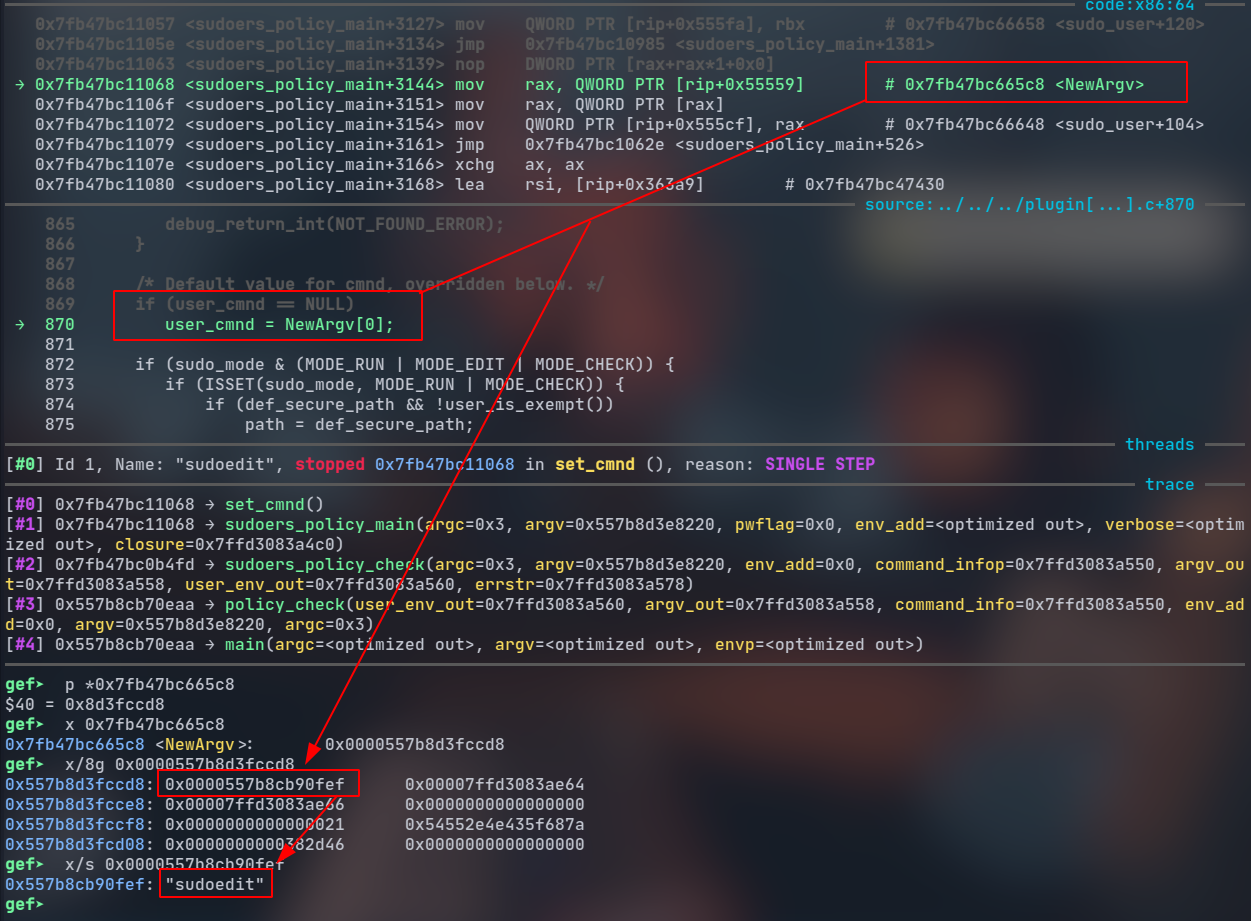 code:x86:64
0x7fb47bc11057 <sudoers_policy_main+3127> mov    QWORD PTR [rip+0x555fa], rbx        # 0x7fb47bc66658 <sudo_user+120>
0x7fb47bc1105e <sudoers_policy_main+3134> jmp    0x7fb47bc10985 <sudoers_policy_main+1381>
0x7fb47bc11063 <sudoers_policy_main+3139> nop    DWORD PTR [rax+rax*1+0x0]
→ 0x7fb47bc11068 <sudoers_policy_main+3144> mov    rax, QWORD PTR [rip+0x55559]        # 0x7fb47bc665c8 <NewArgv>
0x7fb47bc1106f <sudoers_policy_main+3151> mov    rax, QWORD PTR [rax]
0x7fb47bc11072 <sudoers_policy_main+3154> mov    QWORD PTR [rip+0x555cf], rax        # 0x7fb47bc66648 <sudo_user+104>
0x7fb47bc11079 <sudoers_policy_main+3161> jmp    0x7fb47bc1062e <sudoers_policy_main+526>
0x7fb47bc1107e <sudoers_policy_main+3166> xchg   ax, ax
0x7fb47bc11080 <sudoers_policy_main+3168> lea    rsi, [rip+0x363a9]        # 0x7fb47bc47430
source:../../../plugin[...].c+870
865         debug_return_int(NOT_FOUND_ERROR);
866      }
867
868      /* Default value for cmnd, overridden below. */
869      if (user_cmnd == NULL)
→ 870         user_cmnd = NewArgv[0];
871
872      if (sudo_mode & (MODE_RUN | MODE_EDIT | MODE_CHECK)) {
873         if (ISSET(sudo_mode, MODE_RUN | MODE_CHECK)) {
874             if (def_secure_path && !user_is_exempt())
875                 path = def_secure_path;
threads
[#0] Id 1, Name: "sudoedit", stopped 0x7fb47bc11068 in set_cmnd (), reason: SINGLE STEP
trace
[#0] 0x7fb47bc11068 → set_cmnd()
[#1] 0x7fb47bc11068 → sudoers_policy_main(argc=0x3, argv=0x557b8d3e8220, pwflag=0x0, env_add=<optimized out>, verbose=<optim
ized out>, closure=0x7ffd3083a4c0)
[#2] 0x7fb47bc0b4fd → sudoers_policy_check(argc=0x3, argv=0x557b8d3e8220, env_add=0x0, command_infop=0x7ffd3083a550, argv_ou
t=0x7ffd3083a558, user_env_out=0x7ffd3083a560, errstr=0x7ffd3083a578)
[#3] 0x557b8cb70eaa → policy_check(user_env_out=0x7ffd3083a560, argv_out=0x7ffd3083a558, command_info=0x7ffd3083a550, env_ad
d=0x0, argv=0x557b8d3e8220, argc=0x3)
[#4] 0x557b8cb70eaa → main(argc=<optimized out>, argv=<optimized out>, envp=<optimized out>)
gef➤  p *0x7fb47bc665c8
$40 = 0x8d3fccd8
gef➤  x 0x7fb47bc665c8
0x7fb47bc665c8 <NewArgv>:       0x0000557b8d3fccd8
gef➤  x/8g 0x0000557b8d3fccd8
0x557b8d3fccd8: 0x0000557b8cb90fef      0x00007ffd3083ae64
0x557b8d3fcce8: 0x00007ffd3083ae66      0x0000000000000000
0x557b8d3fccf8: 0x0000000000000021      0x54552e4e435f687a
0x557b8d3fcd08: 0x0000000000382d46      0x0000000000000000
gef➤  x/s 0x0000557b8cb90fef
0x557b8cb90fef: "sudoedit"
gef➤